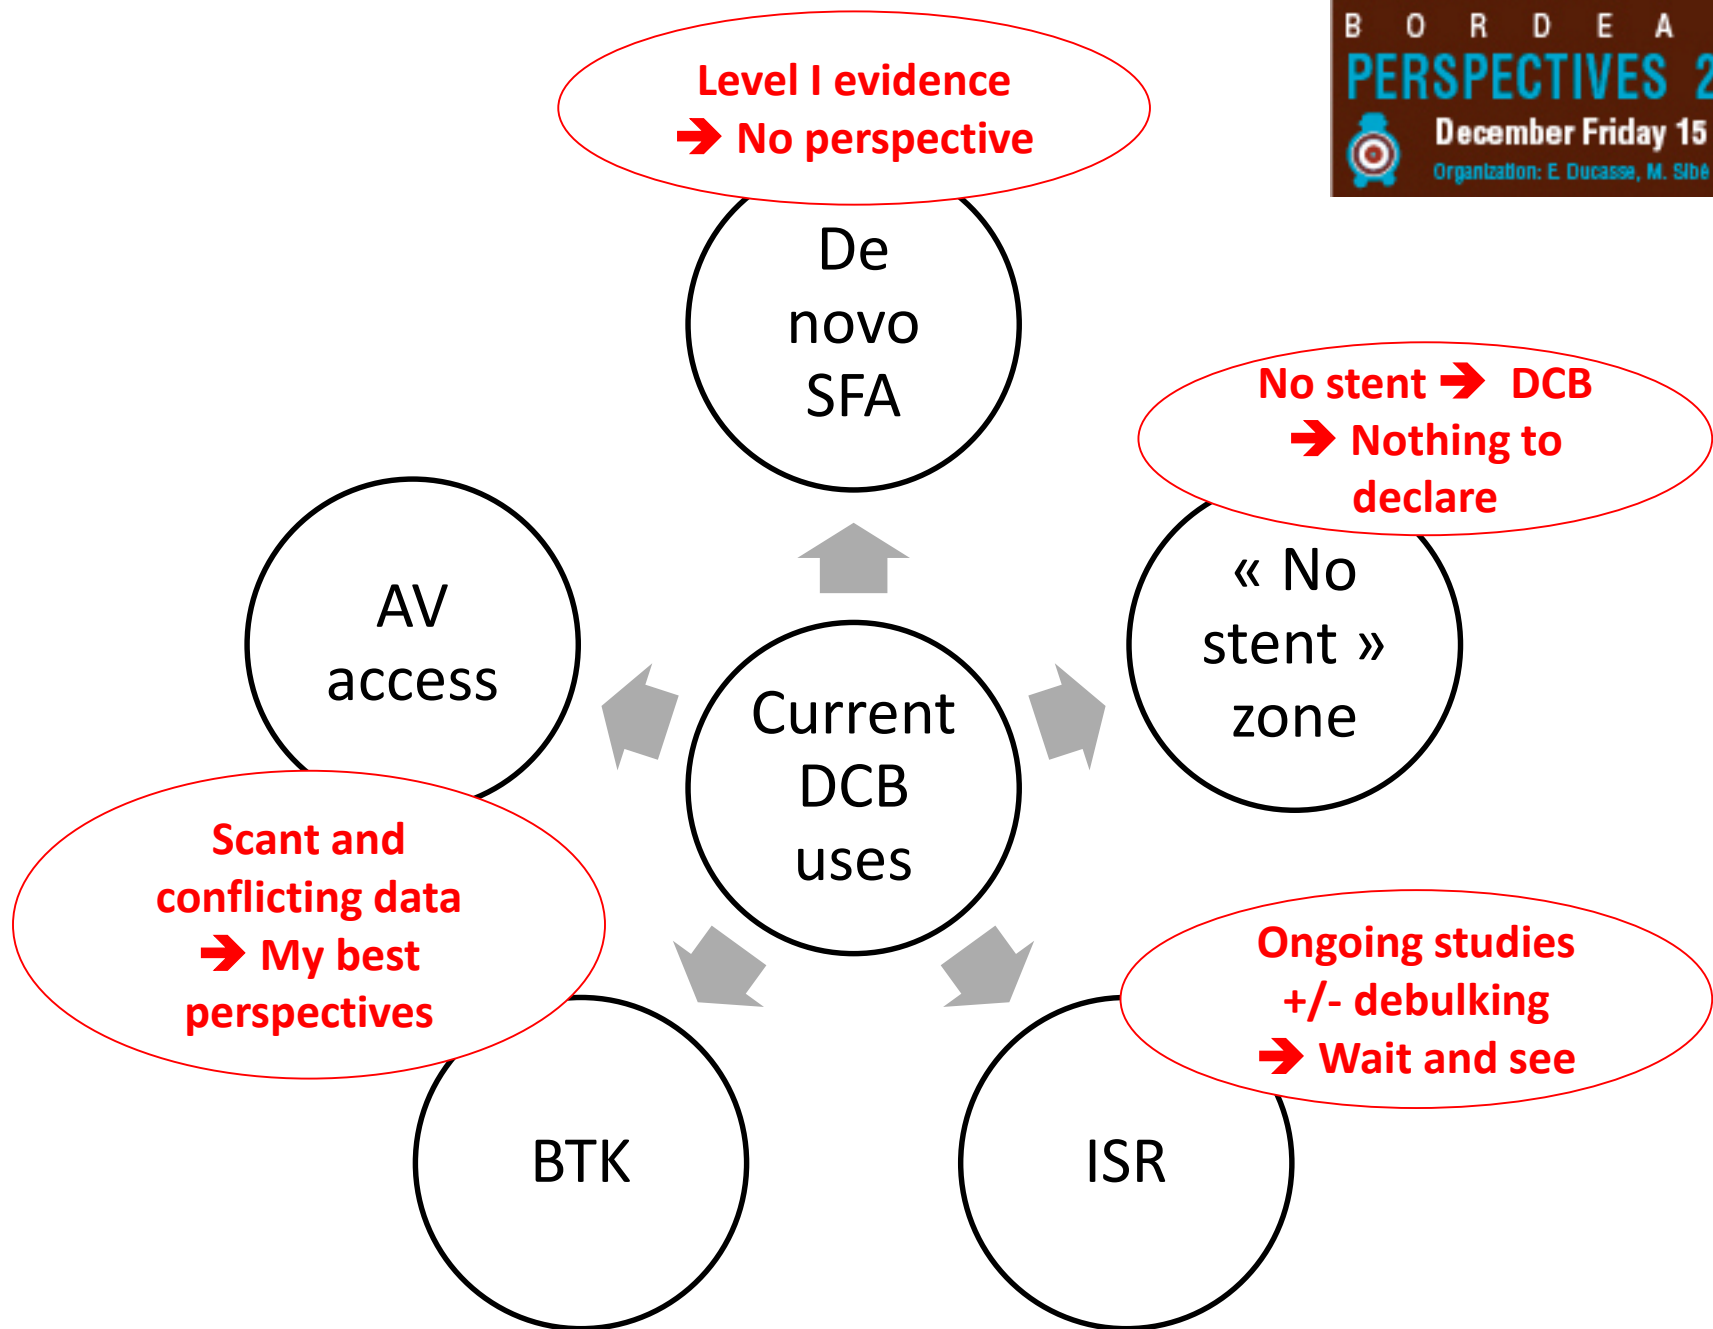 B O R D E A
PERSPECTIVES 2
December Friday 15
Organization: E. Ducasse, M. Sibé
Level I evidence
➔ No perspective
De
novo
SFA
No stent ➔ DCB
➔ Nothing to
declare
« No
stent »
zone
AV
access
Current
DCB
uses
Scant and
conflicting data
➔ My best
perspectives
Ongoing studies
+/- debulking
➔ Wait and see
BTK
ISR